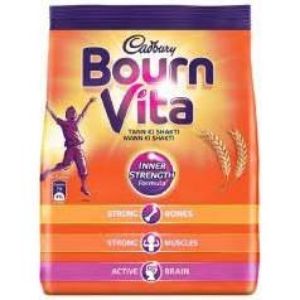 Cadbury
Bourn
Vita
TANN KI SHAKTI
MANN KI SHAKTI
INNER
STRENGTH
Formula
STRONG BONES
STRONG MUSCLES
ACTIVE BRAIN